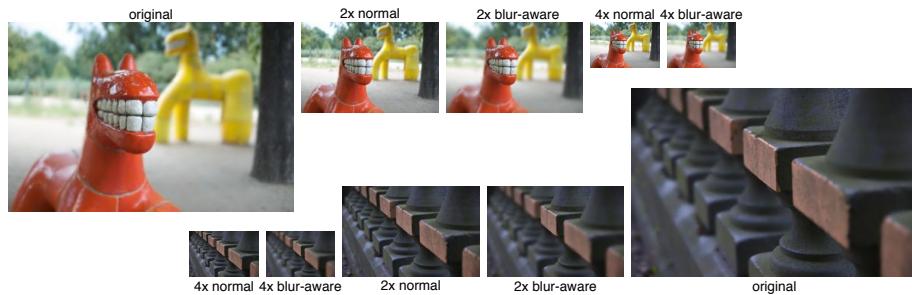 original
2x normal
2x blur-aware
4x normal
4x blur-aware
4x normal
4x blur-aware
2x normal
2x blur-aware
original